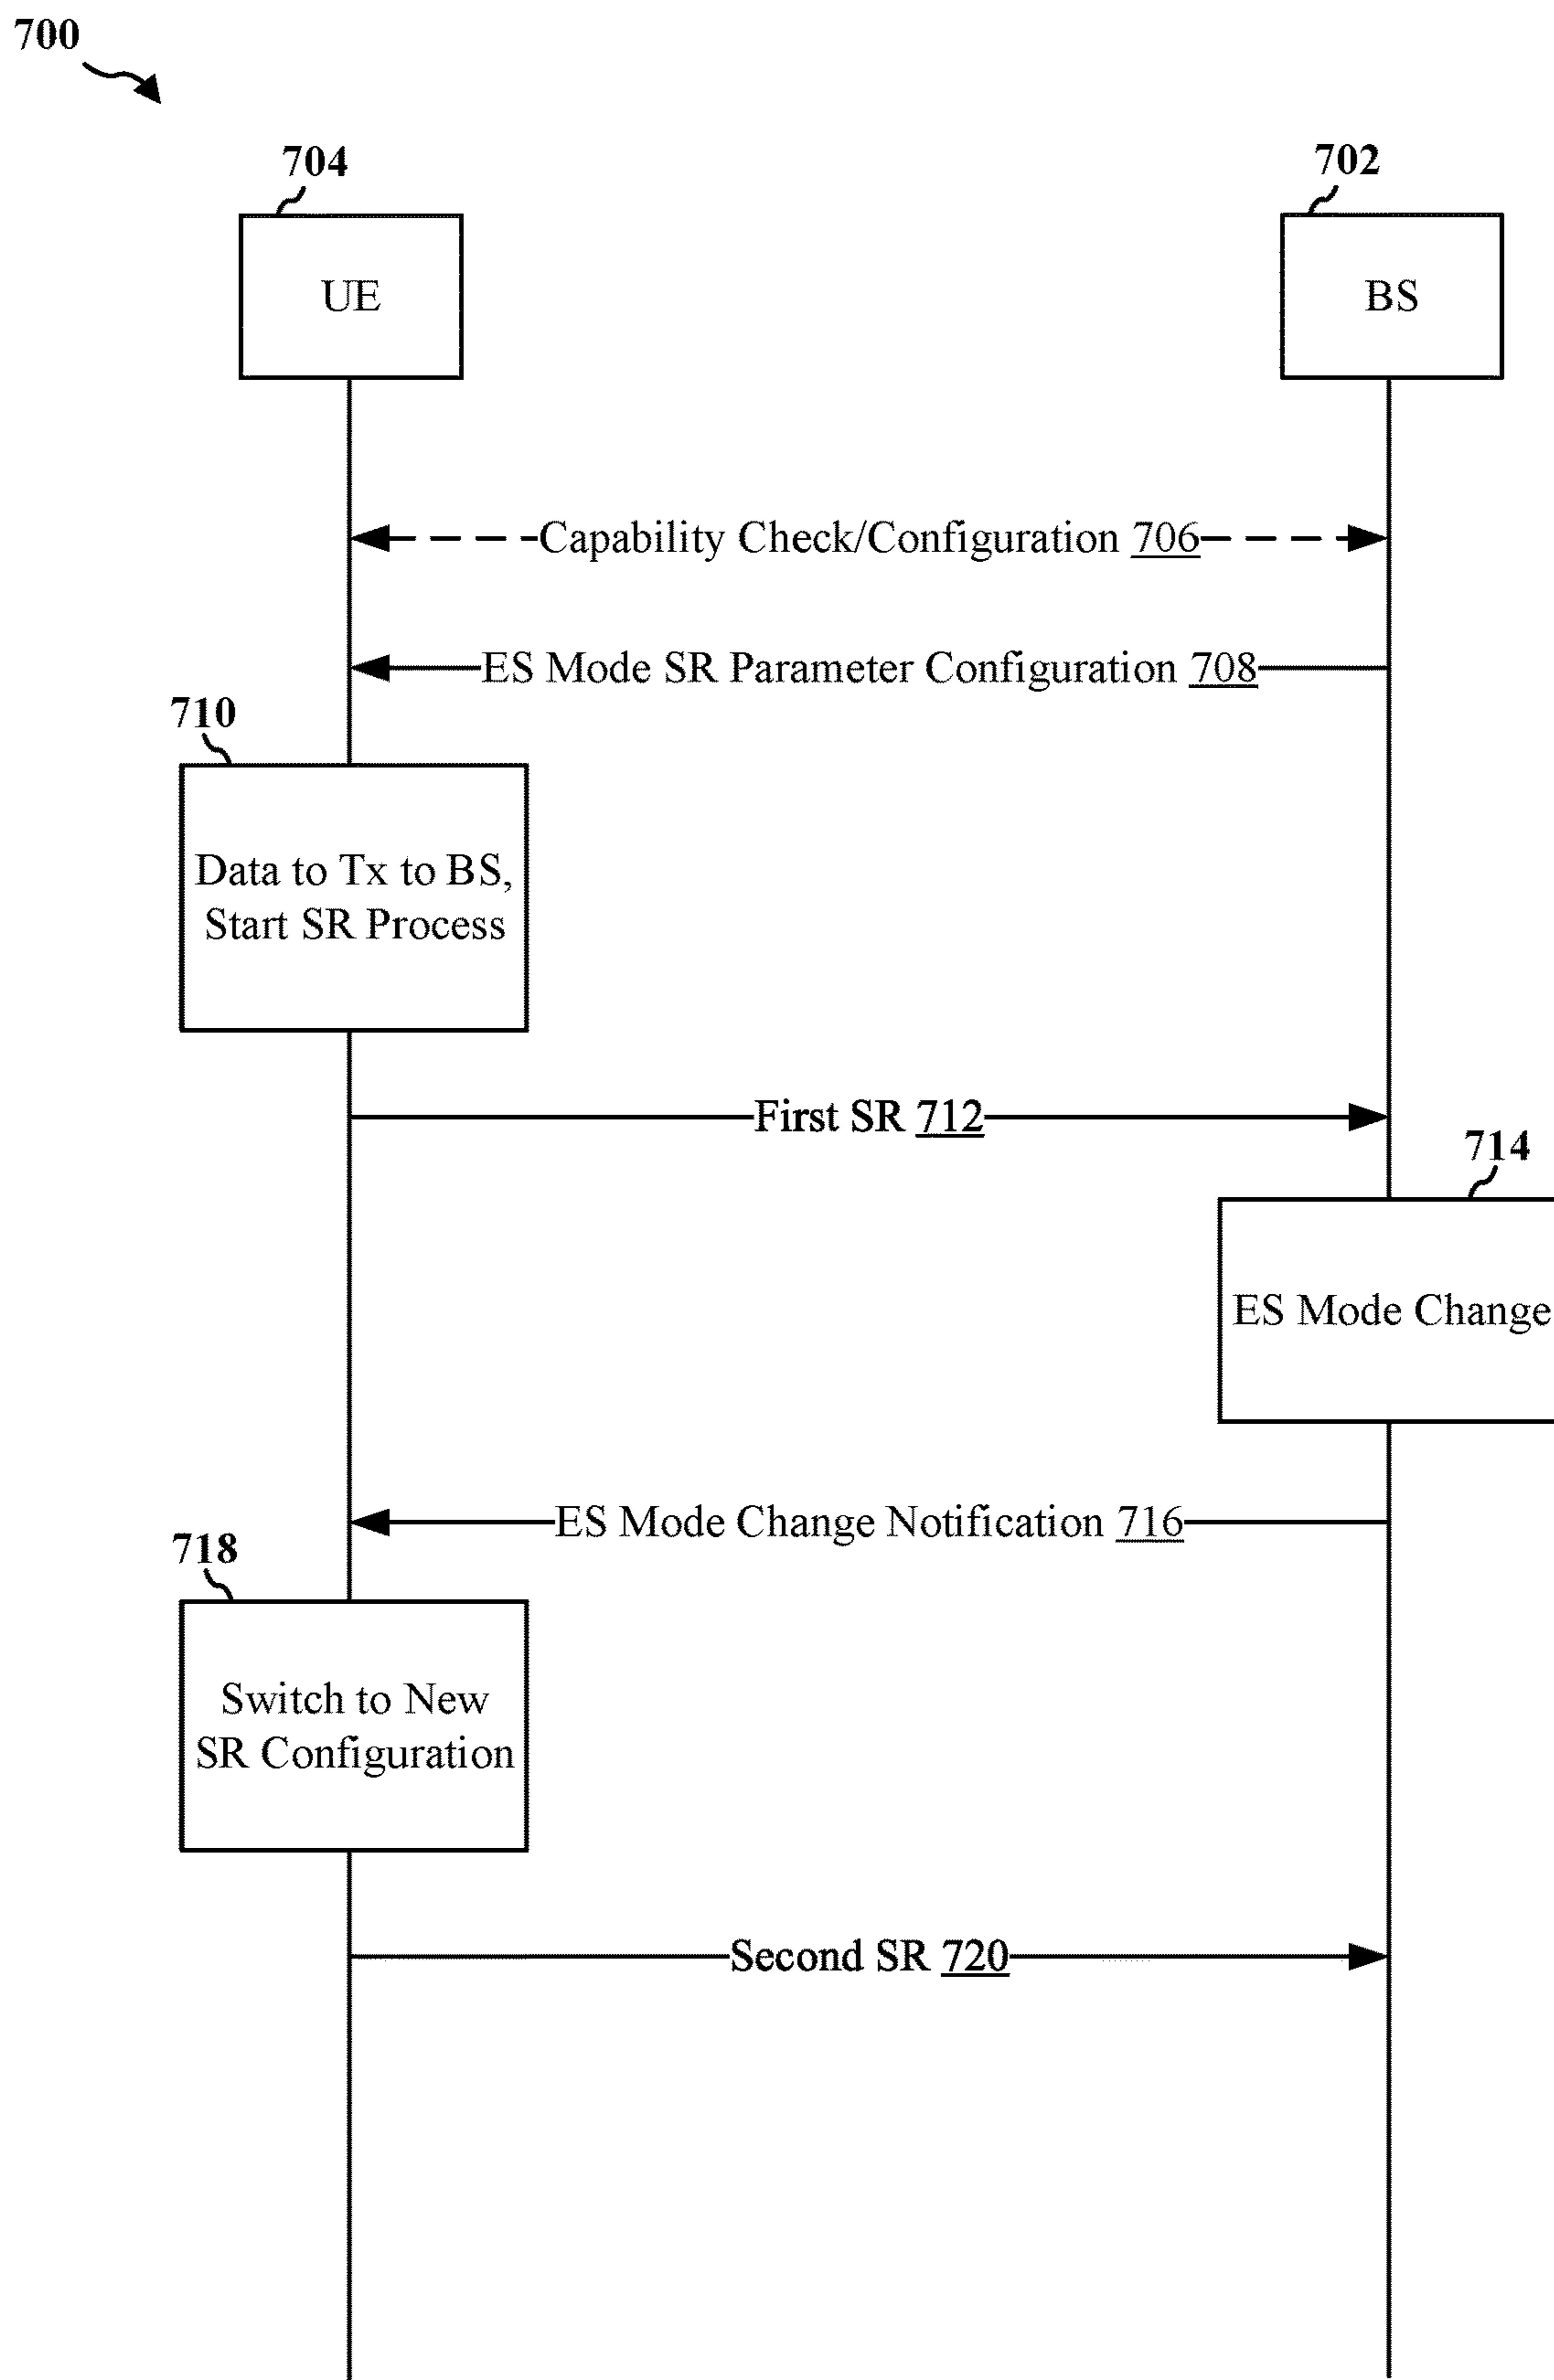 700
704
702
UE
BS
Capability Check/Configuration 706
ES Mode SR Parameter Configuration 708
710
Data to Tx to BS,
Start SR Process
First SR 712
714
ES Mode Change
ES Mode Change Notification 716
718
Switch to New
SR Configuration
Second SR 720